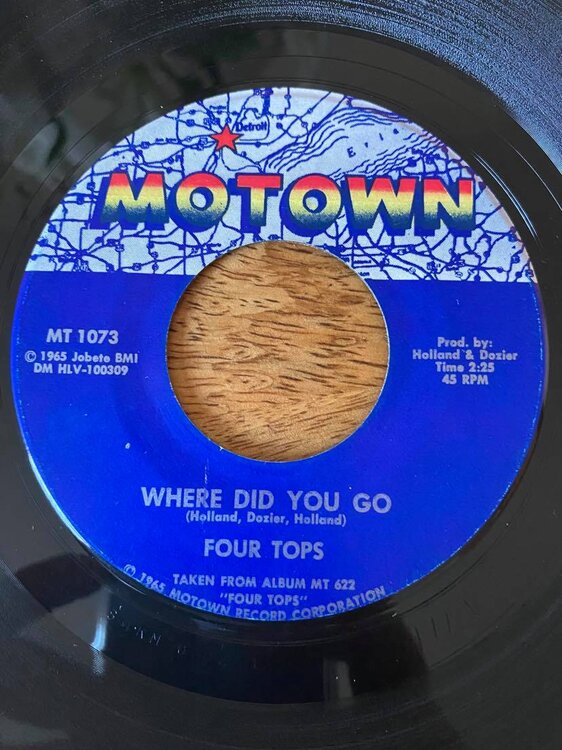 Detroit
MOTOWN
MT 1073
© 1965 Jobete BMI
DM HLV-100309
Prod. by:
Holland & Dozier
Time 2:25
45 RPM
WHERE DID YOU GO
(Holland, Dozier, Holland)
FOUR TOPS
TAKEN FROM ALBUM MT 622
"FOUR TOPS"
© 1965 MOTOWN RECORD CORPORATION